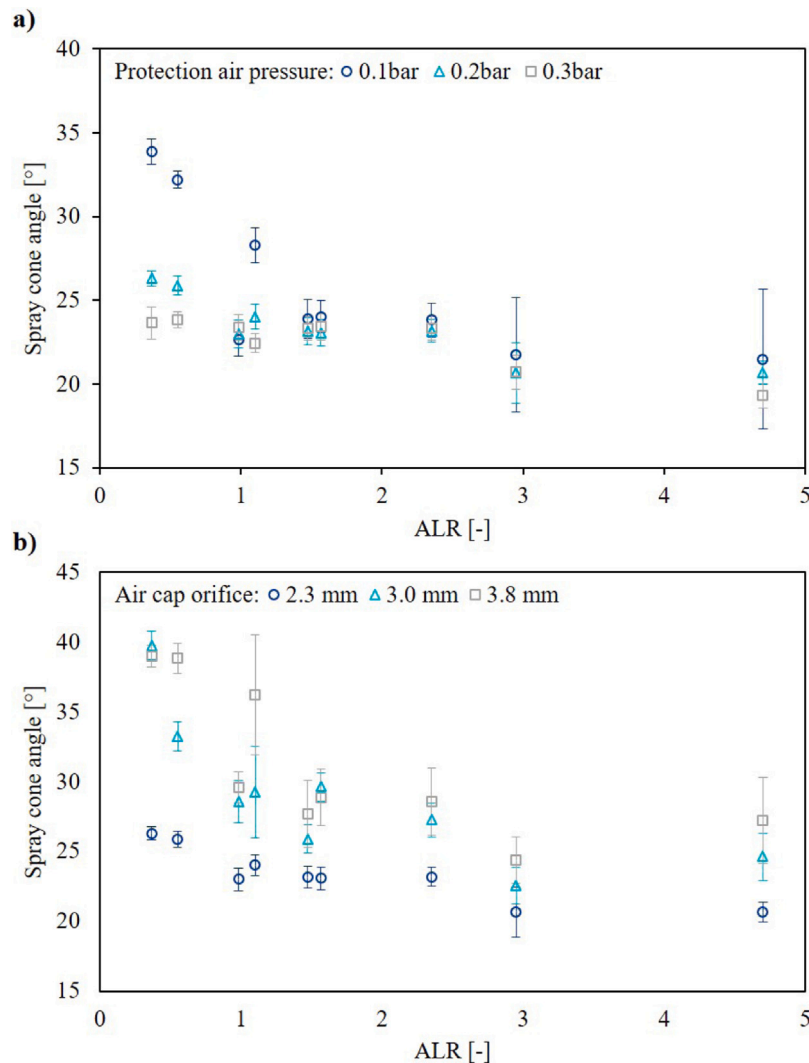 a)
40
Protection air pressure: 0.1bar 0.2bar 0.3bar
35
30
25
20
15
Spray cone angle [°]
0 1 2 3 4 5
ALR [-]
b)
45
Air cap orifice: 2.3 mm 3.0 mm 3.8 mm
40
35
30
25
20
15
Spray cone angle [°]
0 1 2 3 4 5
ALR [-]